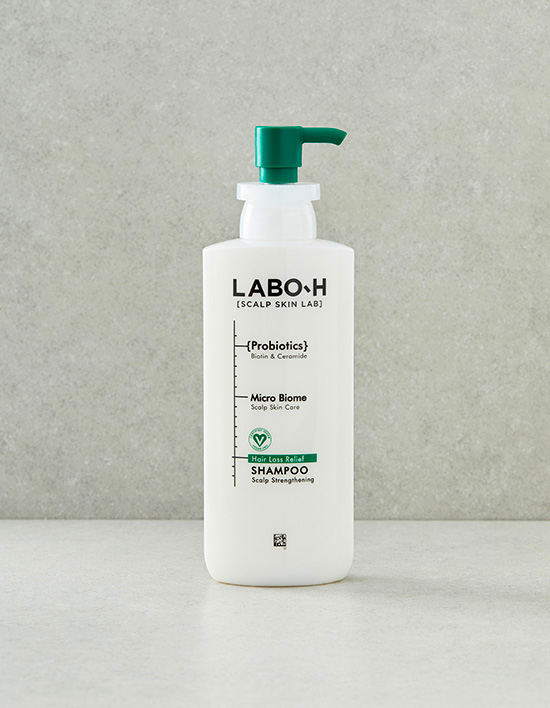 LABO-H
[SCALP SKIN LAB]
{Probiotics}
Biotin & Ceramide
Micro Biome
Scalp Skin Care
Hair Loss Relief
SHAMPOO
Scalp Strengthening